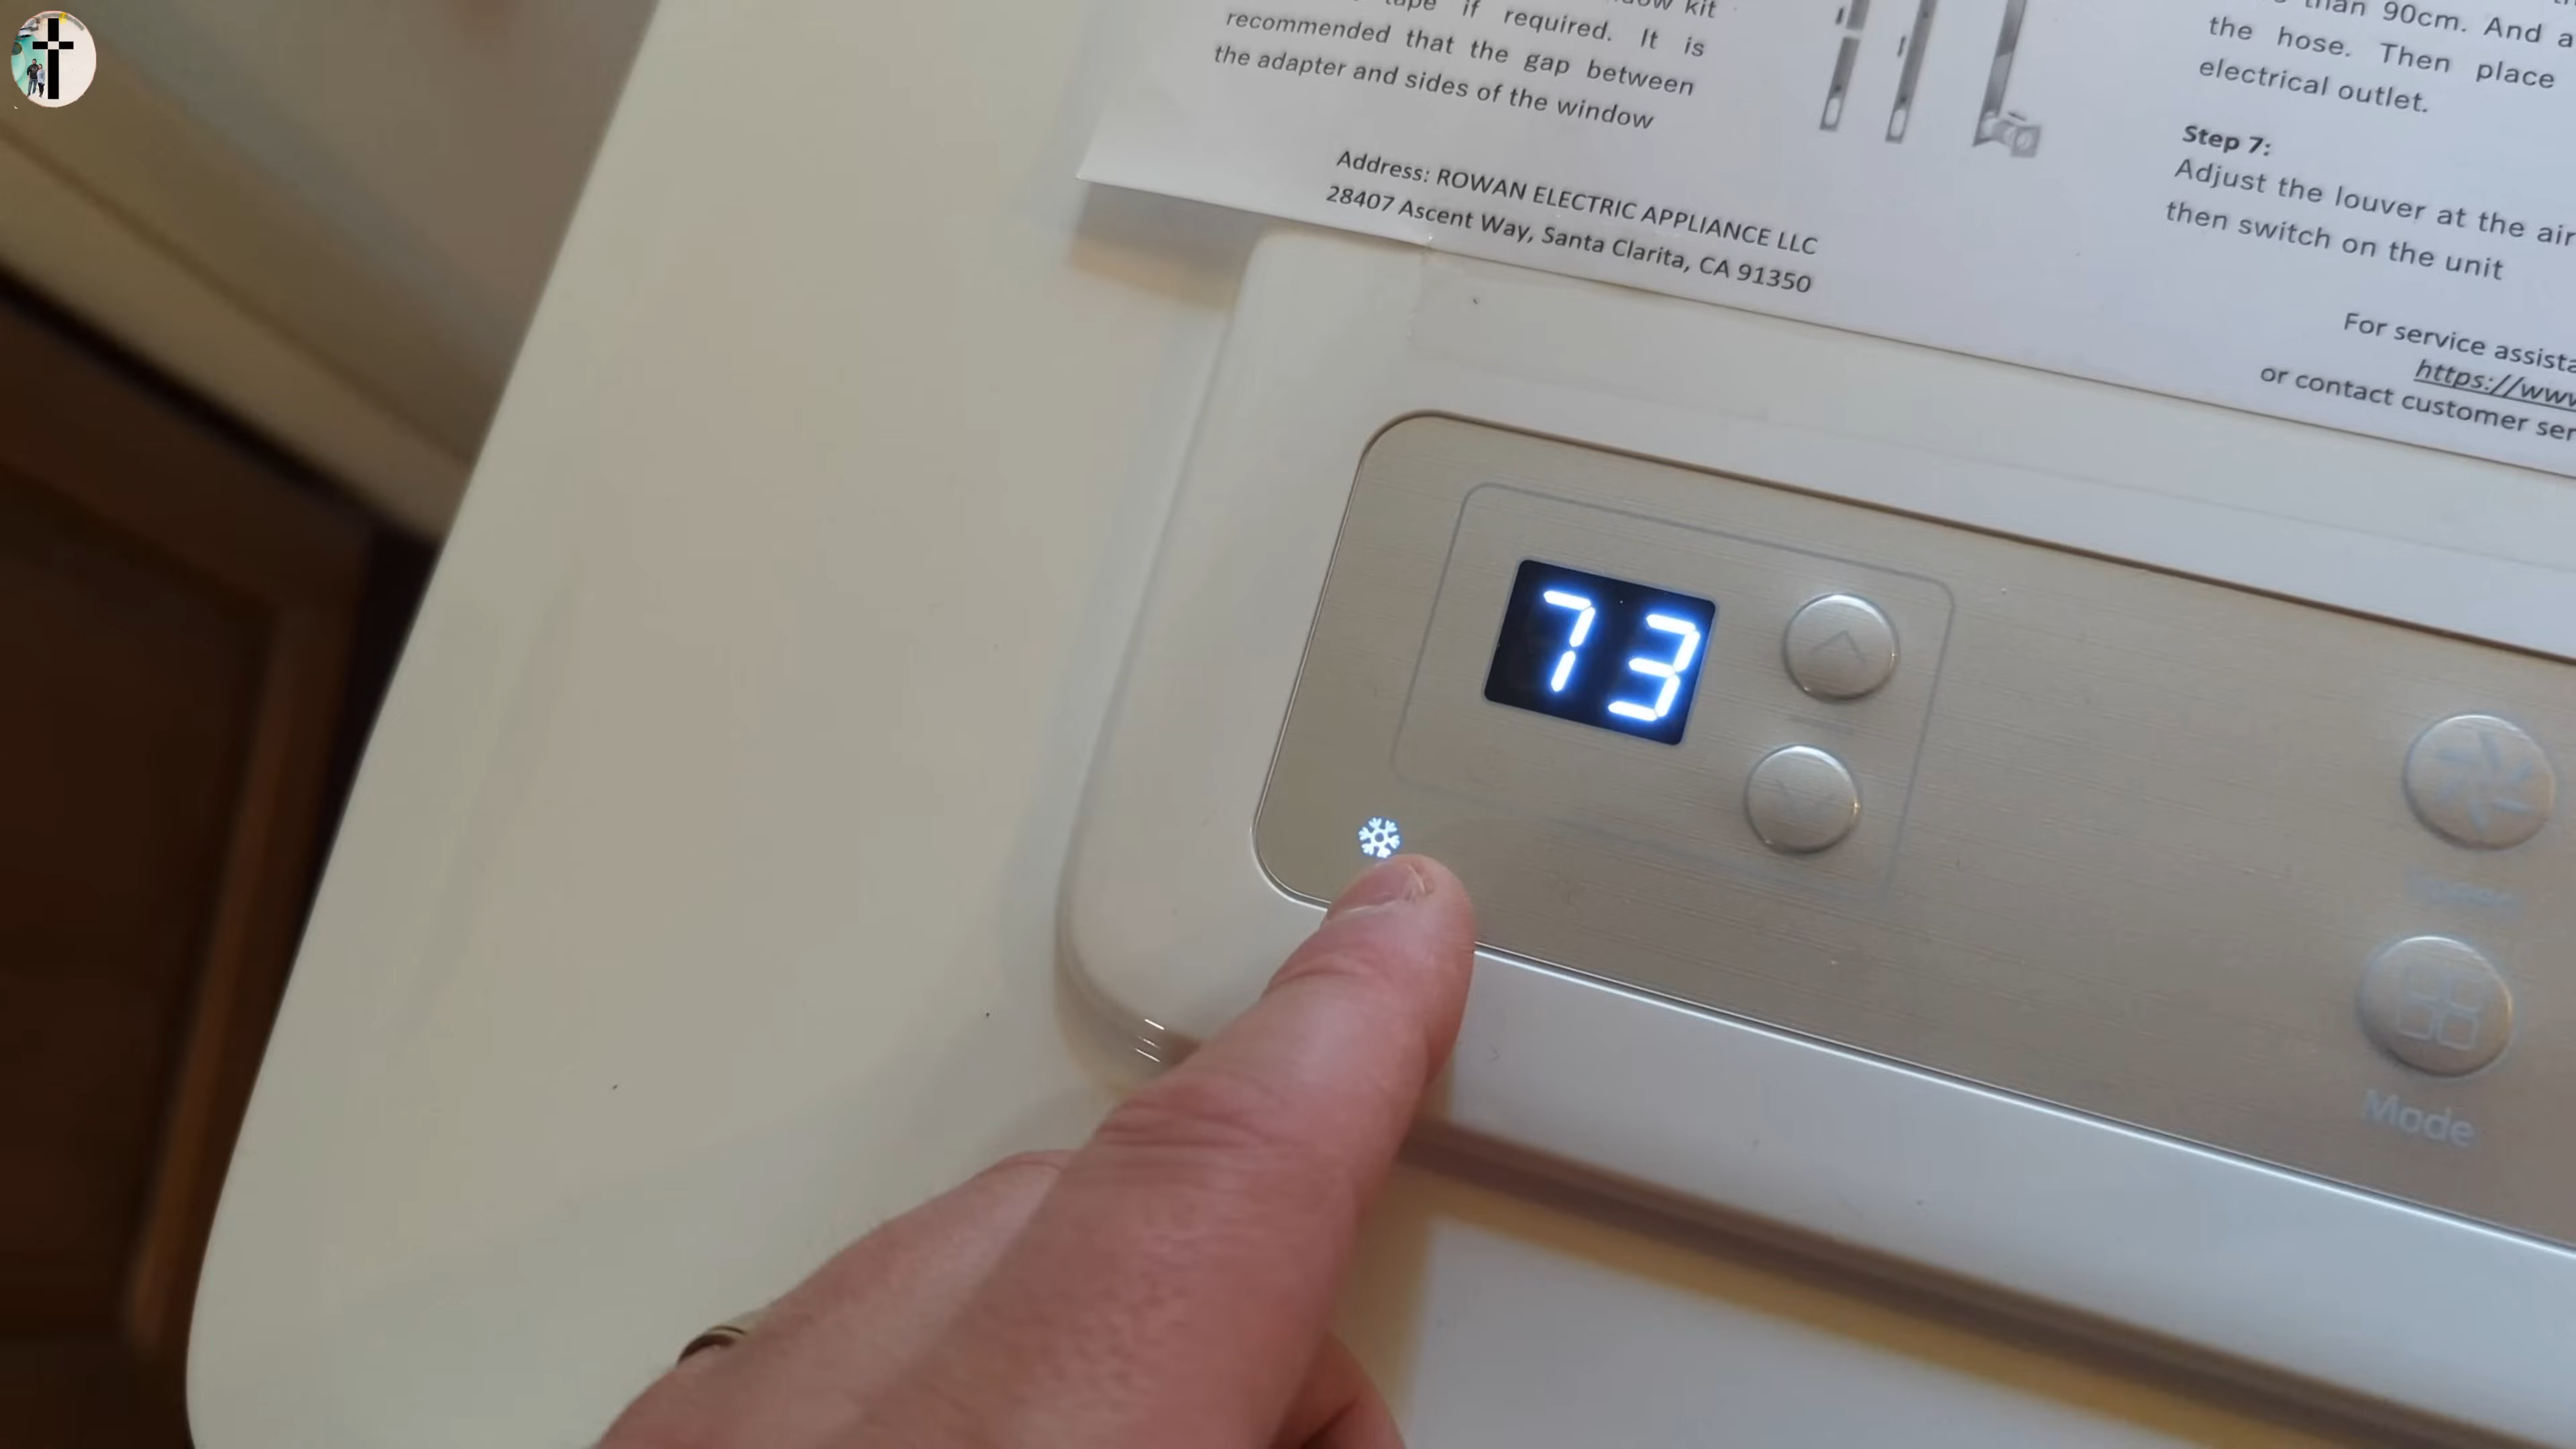 tape if required. It is
recommended that the gap between
the adapter and sides of the window
Address: ROWAN ELECTRIC APPLIANCE LLC
28407 Ascent Way, Santa Clarita, CA 91350
than 90cm. And a
the hose. Then place
electrical outlet.
Step 7:
Adjust the louver at the air
then switch on the unit
For service
https://www
or contact customer
73
Speed
Mode